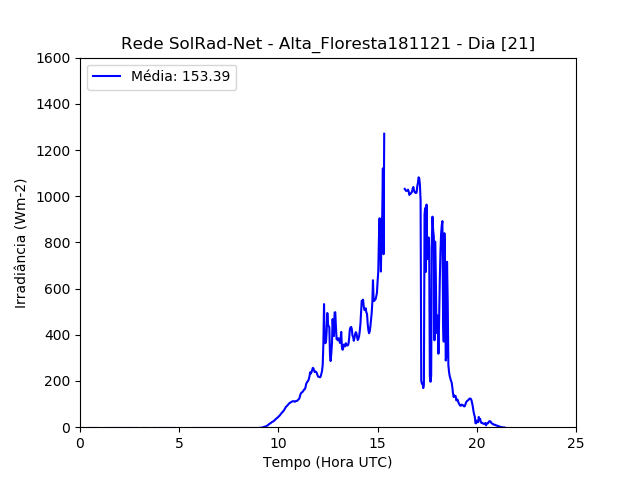 Rede SolRad-Net - Alta_Floresta181121 - Dia [21]
Média: 153.39
Irradiância (Wm-2)
1600
1400
1200
1000
800
600
400
200
0
0 5 10 15 20 25
Tempo (Hora UTC)